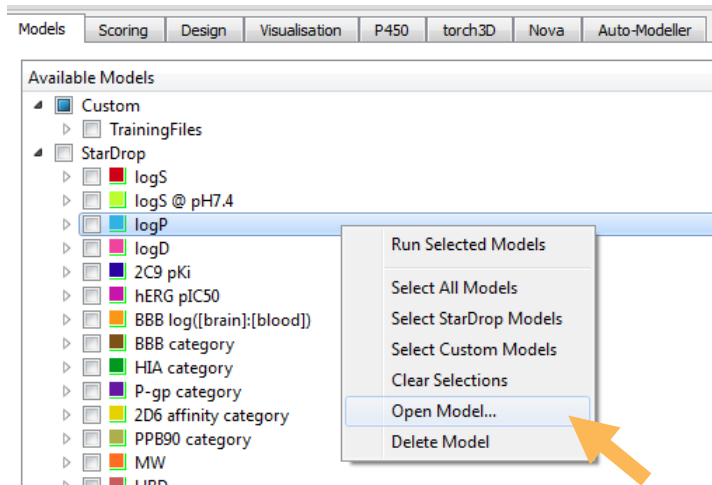 Models Scoring Design Visualisation P450 torch3D Nova Auto-Modeller
Available Models
Custom
TrainingFiles
StarDrop
logS
logS @ pH7.4
logP
logD
2C9 pKi
hERG pIC50
BBB log([brain]:[blood])
BBB category
HIA category
P-gp category
2D6 affinity category
PPB90 category
MW
HBD
Run Selected Models
Select All Models
Select StarDrop Models
Select Custom Models
Clear Selections
Open Model...
Delete Model